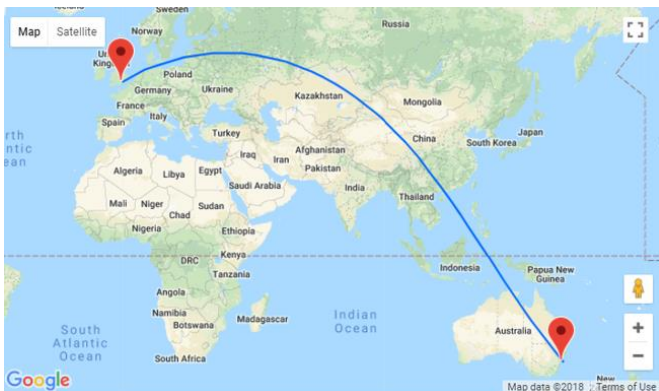 Sweden
Map Satellite
Norway
Russia
Poland
Germany
Ukraine
France
Kazakhstan
Mongolia
Italy
Spain
Turkey
China
Japan
South Korea
Afghanistan
Iraq
Iran
Pakistan
Algeria
Libya
Egypt
Saudi Arabia
India
Mali
Niger
Sudan
Chad
Thailand
Nigeria
Ethiopia
Kenya
DRC
Indonesia
Papua New
Guinea
Tanzania
Angola
Indian
Ocean
Namibia
Madagascar
Botswana
Australia
South
Atlantic
Ocean
South Africa
Google
New
Map data ©2018
Terms of Use